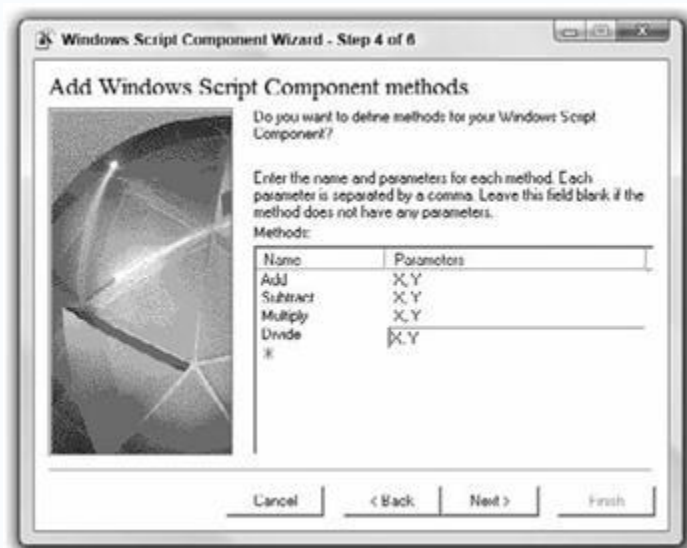 Windows Script Component Wizard - Step 4 of 6
Add Windows Script Component methods
Do you want to define methods for your Windows Script
Component?
Enter the name and parameters for each method. Each
parameter is separated by a comma. Leave this field blank if the
method does not have any parameters.
Methods:
Name Parameters
Add X, Y
Subtract X, Y
Multiply X, Y
Divide X, Y
*
Cancel < Back Next > Finish